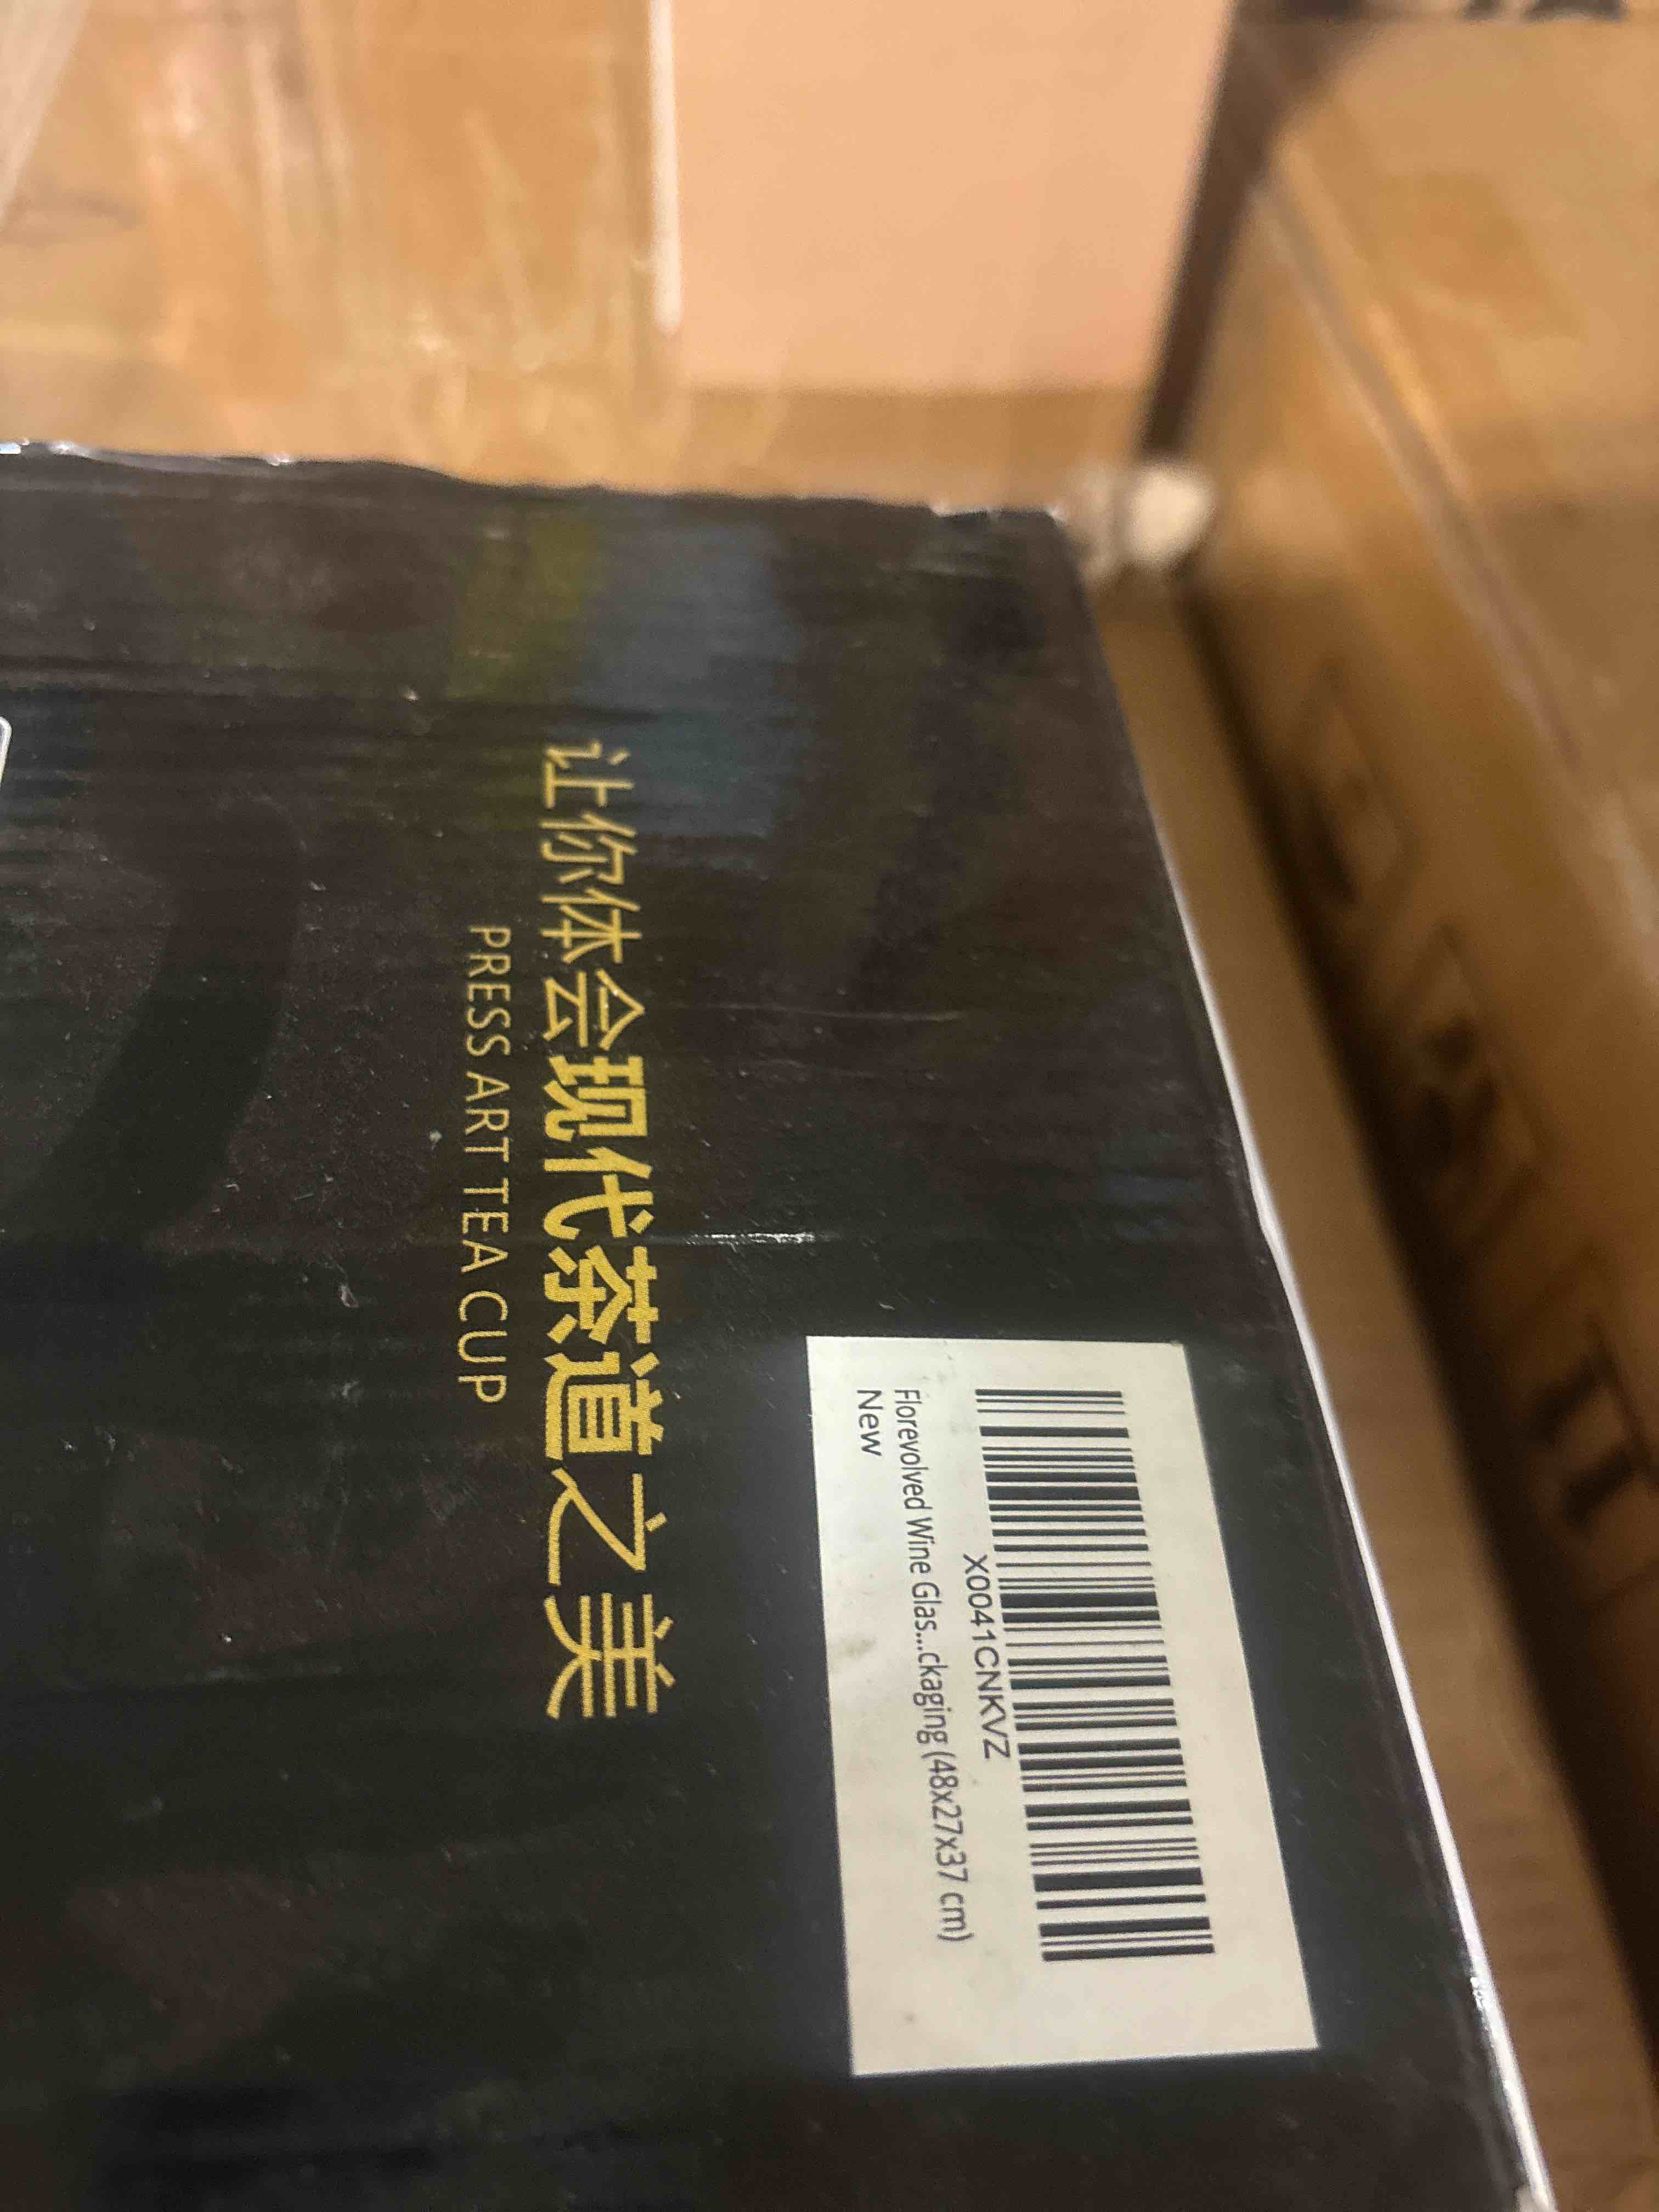 让你体会现代茶道之美
PRESS ART TEA CUP
X0041CNKVZ
Florevolved Wine Glas...ckaging (48x27x37 cm)
New